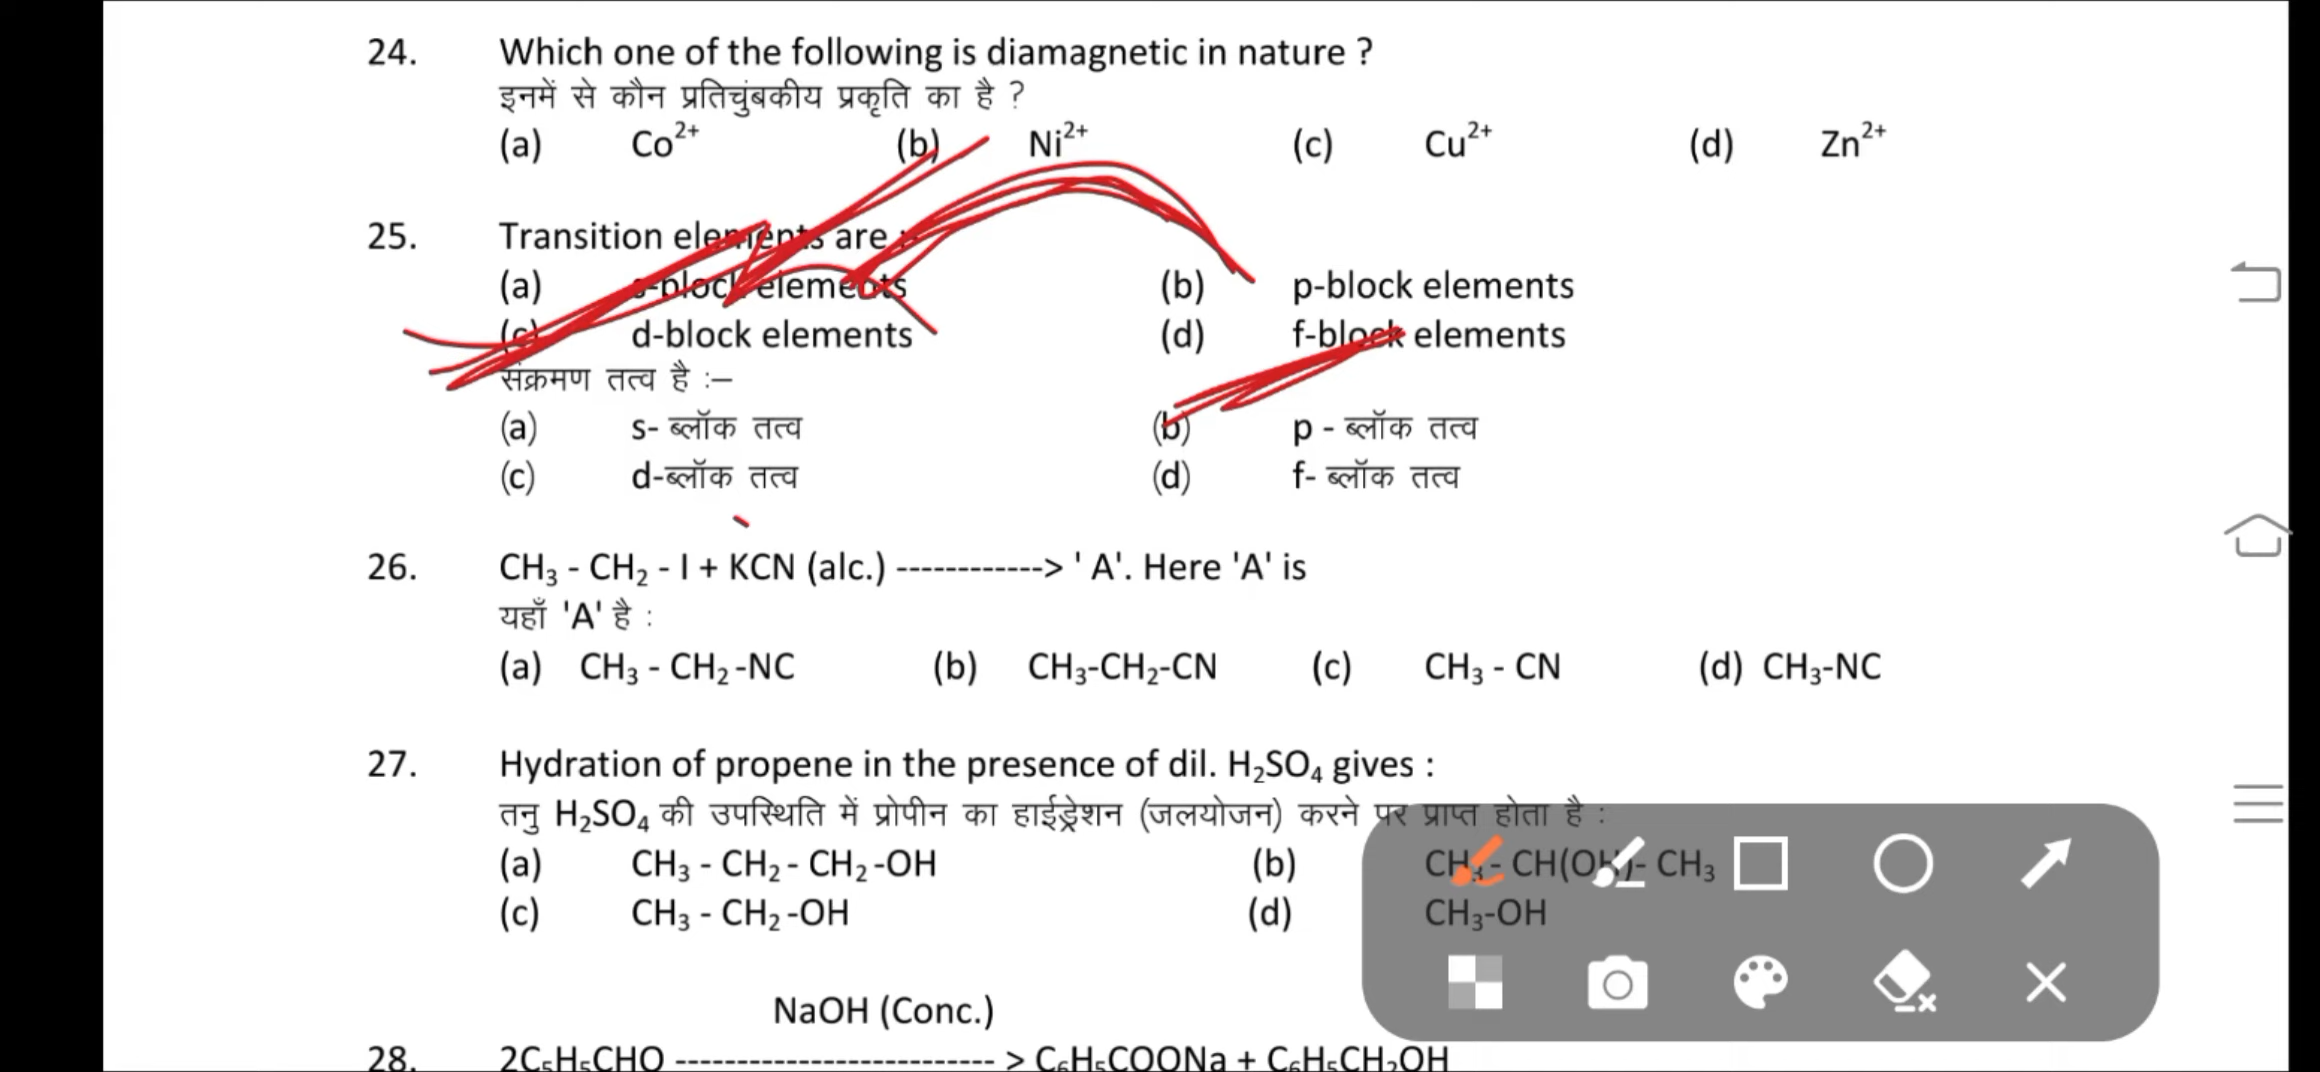 24. Which one of the following is diamagnetic in nature ?
इनमें से कौन प्रतिचुंबकीय प्रकृति का है ?
(a) Co²⁺ (b) Ni²⁺ (c) Cu²⁺ (d) Zn²⁺
25. Transition elements are :-
(a) s-block elements (b) p-block elements
(c) d-block elements (d) f-block elements
संक्रमण तत्व है :–
(a) s- ब्लॉक तत्व (b) p - ब्लॉक तत्व
(c) d-ब्लॉक तत्व (d) f- ब्लॉक तत्व
26. CH₃ - CH₂ - I + KCN (alc.) ------------> ' A'. Here 'A' is
यहाँ 'A' है :
(a) CH₃ - CH₂ -NC (b) CH₃-CH₂-CN (c) CH₃ - CN (d) CH₃-NC
27. Hydration of propene in the presence of dil. H₂SO₄ gives :
तनु H₂SO₄ की उपस्थिति में प्रोपीन का हाईड्रेशन (जलयोजन) करने पर प्राप्त होता है :
(a) CH₃ - CH₂ - CH₂ -OH (b) CH₃ - CH(OH)- CH₃
(c) CH₃ - CH₂ -OH (d) CH₃-OH
NaOH (Conc.)
28. 2C₆H₅CHO -------------------------- > C₆H₅COONa + C₆H₅CH₂OH